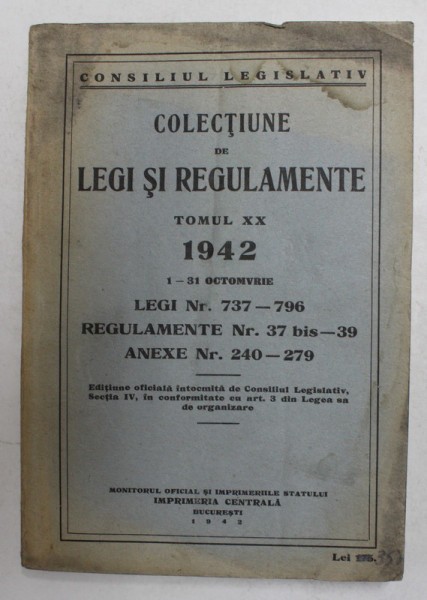 CONSILIUL LEGISLATIV
COLECŢIUNE
DE
LEGI ŞI REGULAMENTE
TOMUL XX
1942
1 – 31 OCTOMVRIE
LEGI Nr. 737 — 796
REGULAMENTE Nr. 37 bis — 39
ANEXE Nr. 240 — 279
Ediţiune oficială întocmită de Consiliul Legislativ,
Secţia IV, în conformitate cu art. 3 din Legea sa
de organizare
MONITORUL OFICIAL ŞI IMPRIMERIILE STATULUI
IMPRIMERIA CENTRALĂ
BUCUREŞTI
1942
Lei